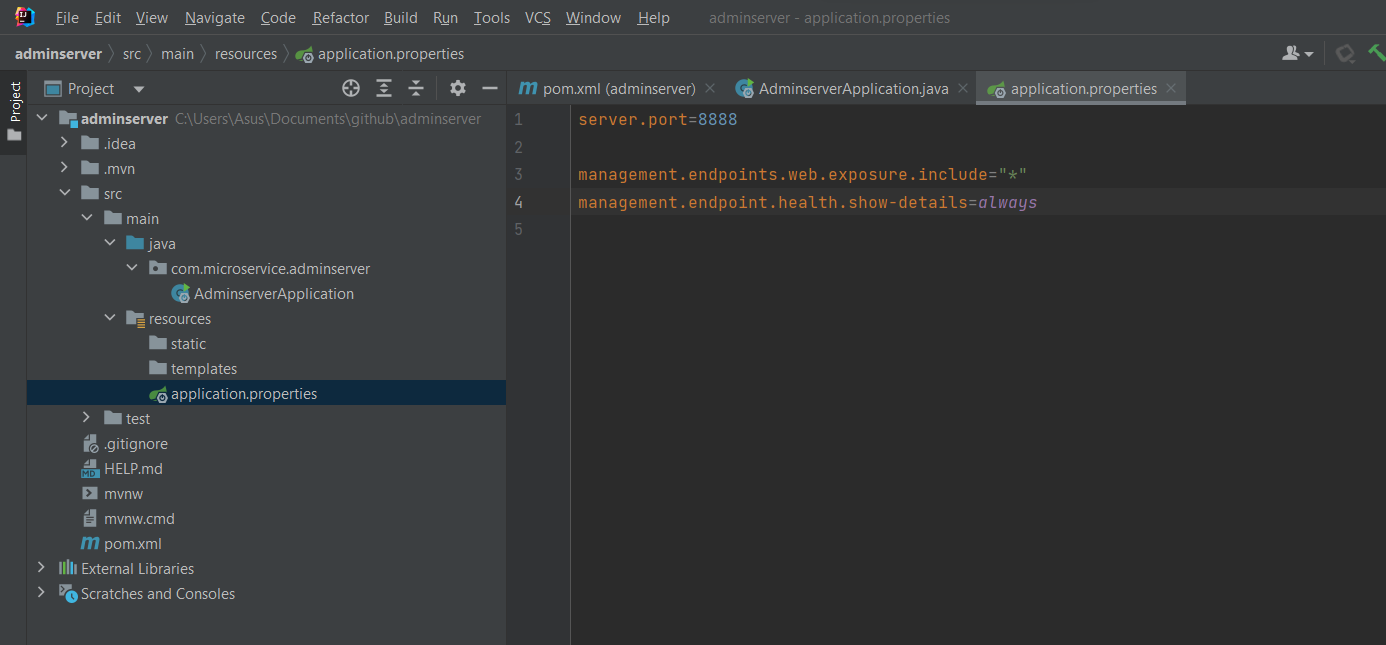 File Edit View Navigate Code Refactor Build Run Tools VCS Window Help adminserver - application.properties
adminserver src main resources application.properties
Project
Project
pom.xml (adminserver) AdminserverApplication.java application.properties
adminserver C:\Users\Asus\Documents\github\adminserver
.idea
.mvn
src
main
java
com.microservice.adminserver
AdminserverApplication
resources
static
templates
application.properties
test
.gitignore
HELP.md
mvnw
mvnw.cmd
pom.xml
External Libraries
Scratches and Consoles
1 server.port=8888
2
3 management.endpoints.web.exposure.include="*"
4 management.endpoint.health.show-details=always
5